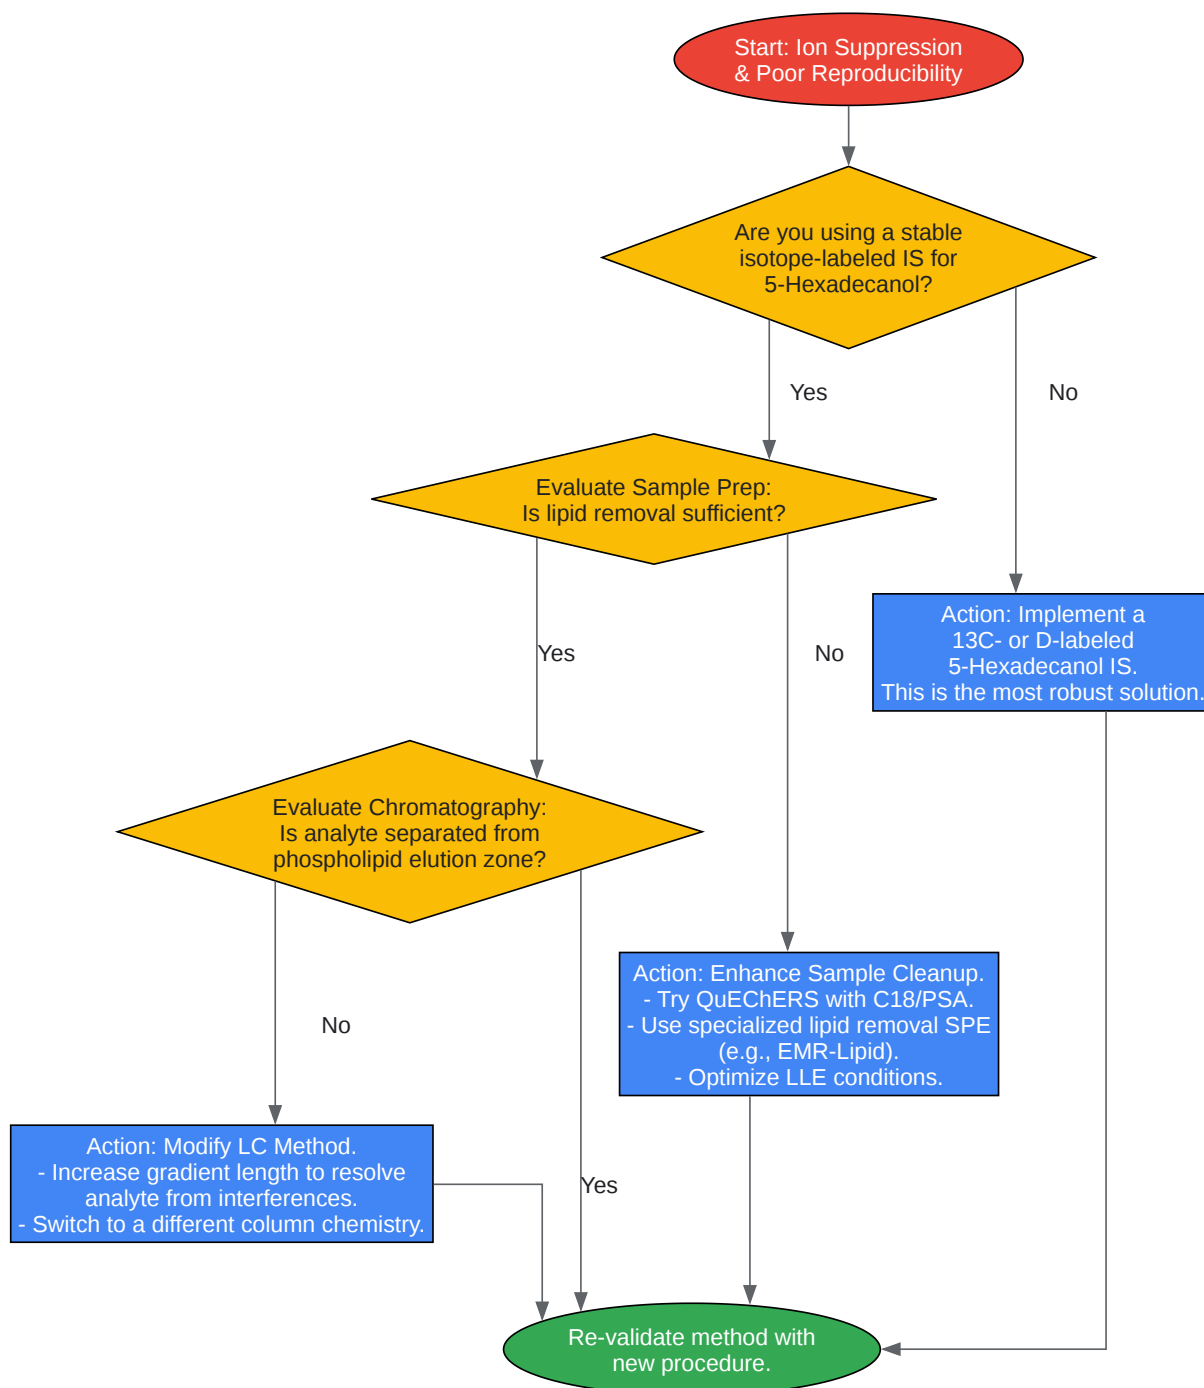 Start: Ion Suppression
& Poor Reproducibility
Are you using a stable
isotope-labeled IS for
5-Hexadecanol?
Yes
No
Evaluate Sample Prep:
Is lipid removal sufficient?
Yes
No
Action: Implement a
13C- or D-labeled
5-Hexadecanol IS.
This is the most robust solution.
Evaluate Chromatography:
Is analyte separated from
phospholipid elution zone?
No
Yes
Action: Enhance Sample Cleanup.
- Try QuEChERS with C18/PSA.
- Use specialized lipid removal SPE
(e.g., EMR-Lipid).
- Optimize LLE conditions.
Action: Modify LC Method.
- Increase gradient length to resolve
analyte from interferences.
- Switch to a different column chemistry.
Re-validate method with
new procedure.